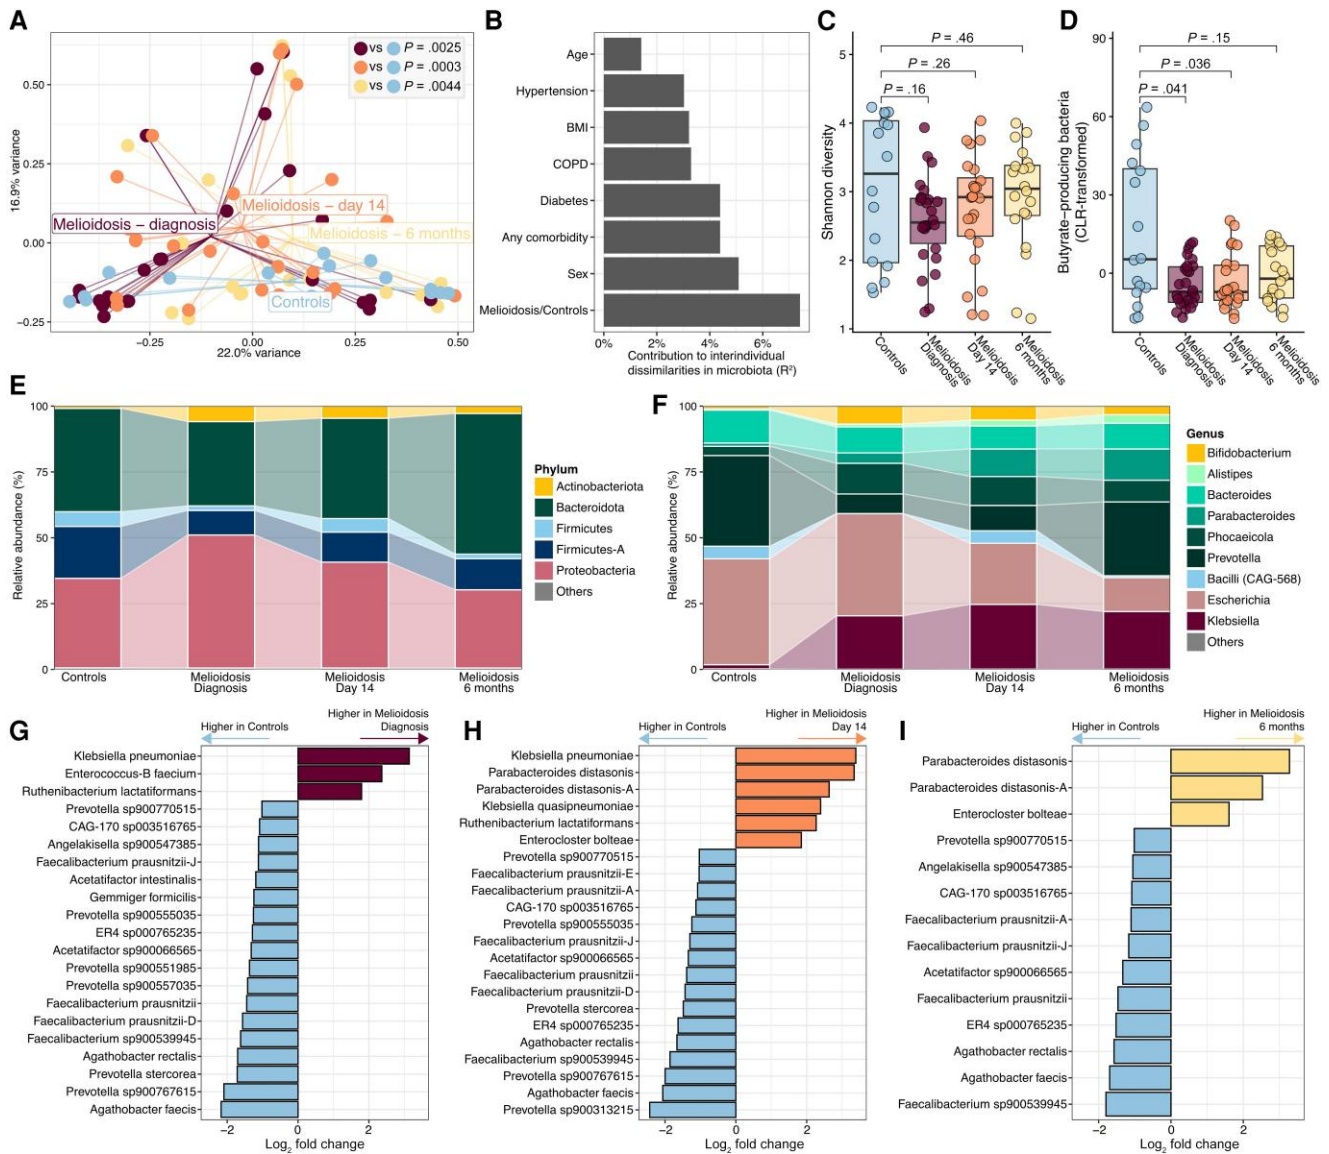 A
vs P = .0025
vs P = .0003
vs P = .0044
0.50
0.25
0.00
−0.25
16.9% variance
Melioidosis – day 14
Melioidosis – diagnosis
Melioidosis – 6 months
Controls
−0.25
0.00
0.25
0.50
22.0% variance
B
Age
Hypertension
BMI
COPD
Diabetes
Any comorbidity
Sex
Melioidosis/Controls
0%
2%
4%
6%
Contribution to interindividual
dissimilarities in microbiota (R²)
C
P = .46
P = .26
P = .16
5
4
3
2
1
Shannon diversity
Controls
Melioidosis
Diagnosis
Melioidosis
Day 14
Melioidosis
6 months
D
P = .15
P = .036
P = .041
90
60
30
0
Butyrate−producing bacteria
(CLR−transformed)
Controls
Melioidosis
Diagnosis
Melioidosis
Day 14
Melioidosis
6 months
E
100
75
50
25
0
Relative abundance (%)
Controls
Melioidosis
Diagnosis
Melioidosis
Day 14
Melioidosis
6 months
Phylum
Actinobacteriota
Bacteroidota
Firmicutes
Firmicutes-A
Proteobacteria
Others
F
100
75
50
25
0
Relative abundance (%)
Controls
Melioidosis
Diagnosis
Melioidosis
Day 14
Melioidosis
6 months
Genus
Bifidobacterium
Alistipes
Bacteroides
Parabacteroides
Phocaeicola
Prevotella
Bacilli (CAG-568)
Escherichia
Klebsiella
Others
G
Higher in Controls
Higher in Melioidosis
Diagnosis
Klebsiella pneumoniae
Enterococcus-B faecium
Ruthenibacterium lactatiformans
Prevotella sp900770515
CAG-170 sp003516765
Angelakisella sp900547385
Faecalibacterium prausnitzii-J
Acetatifactor intestinalis
Gemmiger formicilis
Prevotella sp900555035
ER4 sp000765235
Acetatifactor sp900066565
Prevotella sp900551985
Prevotella sp900557035
Faecalibacterium prausnitzii
Faecalibacterium prausnitzii-D
Faecalibacterium sp900539945
Agathobacter rectalis
Prevotella stercorea
Prevotella sp900767615
Agathobacter faecis
−2
0
2
Log₂ fold change
H
Higher in Controls
Higher in Melioidosis
Day 14
Klebsiella pneumoniae
Parabacteroides distasonis
Parabacteroides distasonis-A
Klebsiella quasipneumoniae
Ruthenibacterium lactatiformans
Enterocloster bolteae
Prevotella sp900770515
Faecalibacterium prausnitzii-E
Faecalibacterium prausnitzii-A
CAG-170 sp003516765
Prevotella sp900555035
Faecalibacterium prausnitzii-J
Acetatifactor sp900066565
Faecalibacterium prausnitzii
Faecalibacterium prausnitzii-D
Prevotella stercorea
ER4 sp000765235
Agathobacter rectalis
Faecalibacterium sp900539945
Prevotella sp900767615
Agathobacter faecis
Prevotella sp900313215
−2
0
2
Log₂ fold change
I
Higher in Controls
Higher in Melioidosis
6 months
Parabacteroides distasonis
Parabacteroides distasonis-A
Enterocloster bolteae
Prevotella sp900770515
Angelakisella sp900547385
CAG-170 sp003516765
Faecalibacterium prausnitzii-A
Faecalibacterium prausnitzii-J
Acetatifactor sp900066565
Faecalibacterium prausnitzii
ER4 sp000765235
Agathobacter rectalis
Agathobacter faecis
Faecalibacterium sp900539945
−2
0
2
Log₂ fold change